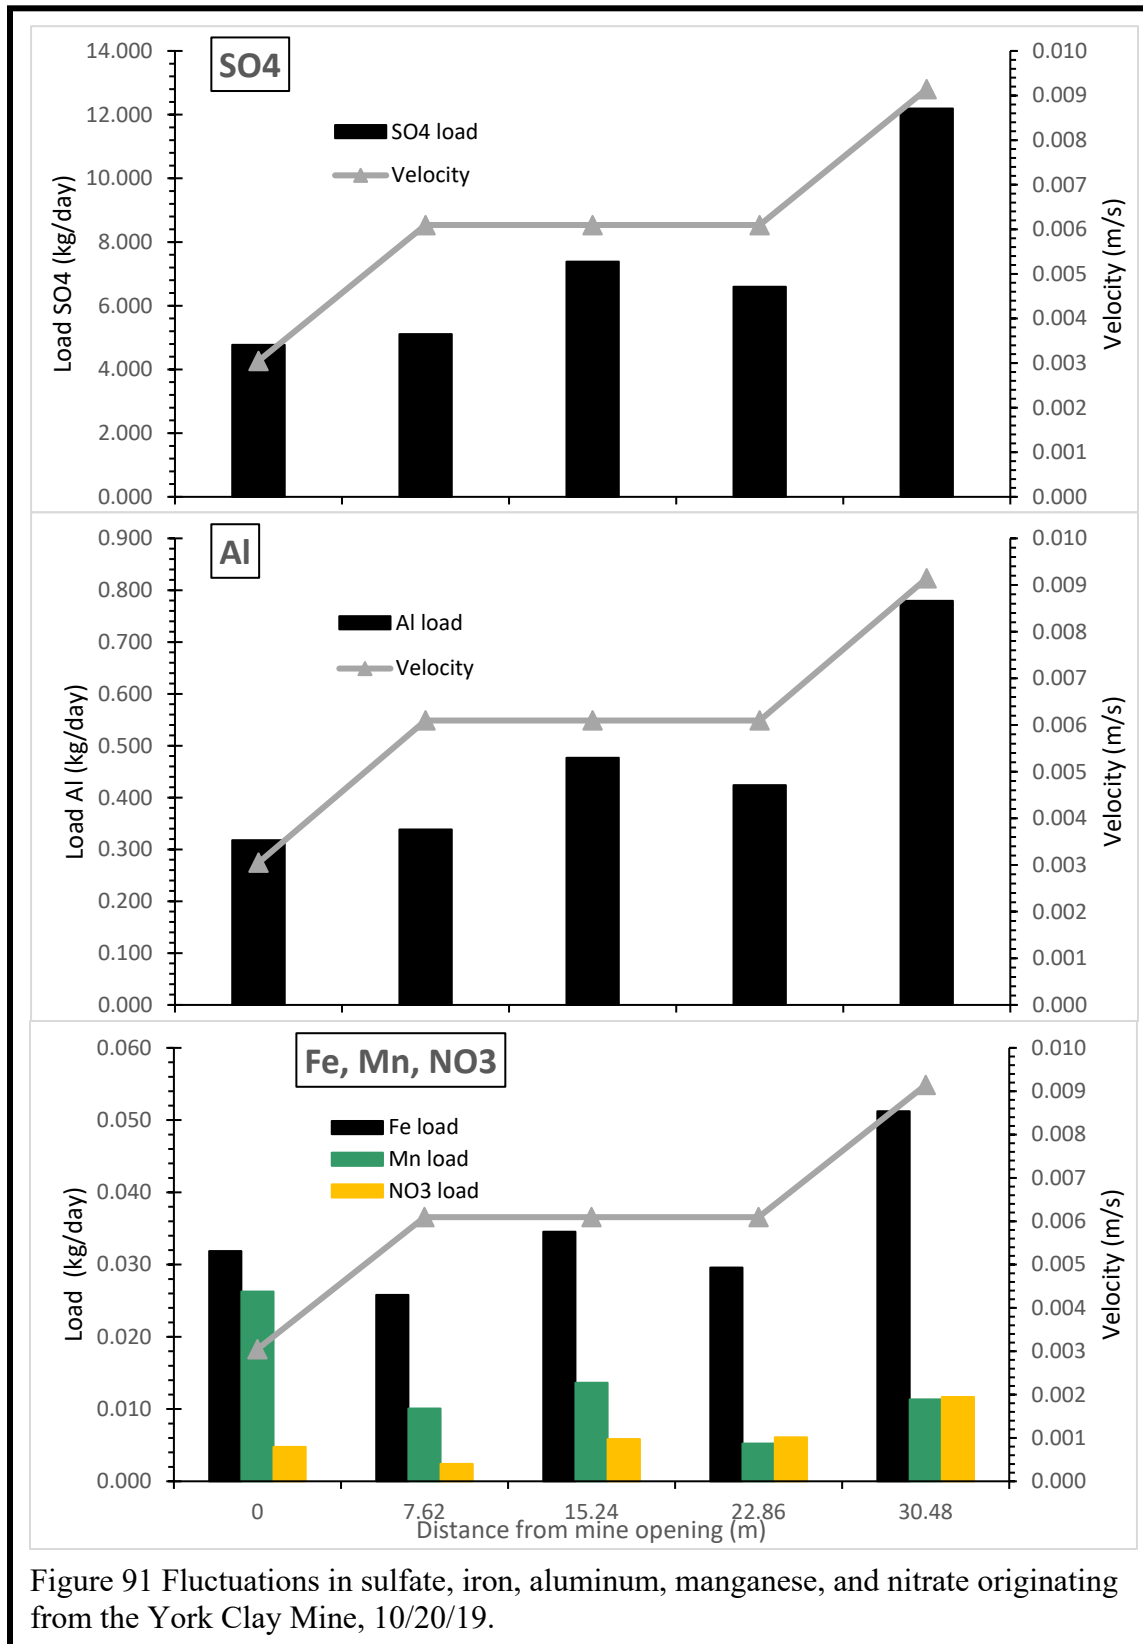 SO4
14.000
12.000
10.000
8.000
6.000
4.000
2.000
0.000
Load SO4 (kg/day)
SO4 load
Velocity
0.010
0.009
0.008
0.007
0.006
0.005
0.004
0.003
0.002
0.001
0.000
Velocity (m/s)
Al
0.900
0.800
0.700
0.600
0.500
0.400
0.300
0.200
0.100
0.000
Load Al (kg/day)
Al load
Velocity
0.010
0.009
0.008
0.007
0.006
0.005
0.004
0.003
0.002
0.001
0.000
Velocity (m/s)
Fe, Mn, NO3
0.060
0.050
0.040
0.030
0.020
0.010
0.000
Load (kg/day)
Fe load
Mn load
NO3 load
0.010
0.009
0.008
0.007
0.006
0.005
0.004
0.003
0.002
0.001
0.000
Velocity (m/s)
0 7.62 15.24 22.86 30.48
Distance from mine opening (m)
Figure 91 Fluctuations in sulfate, iron, aluminum, manganese, and nitrate originating
from the York Clay Mine, 10/20/19.